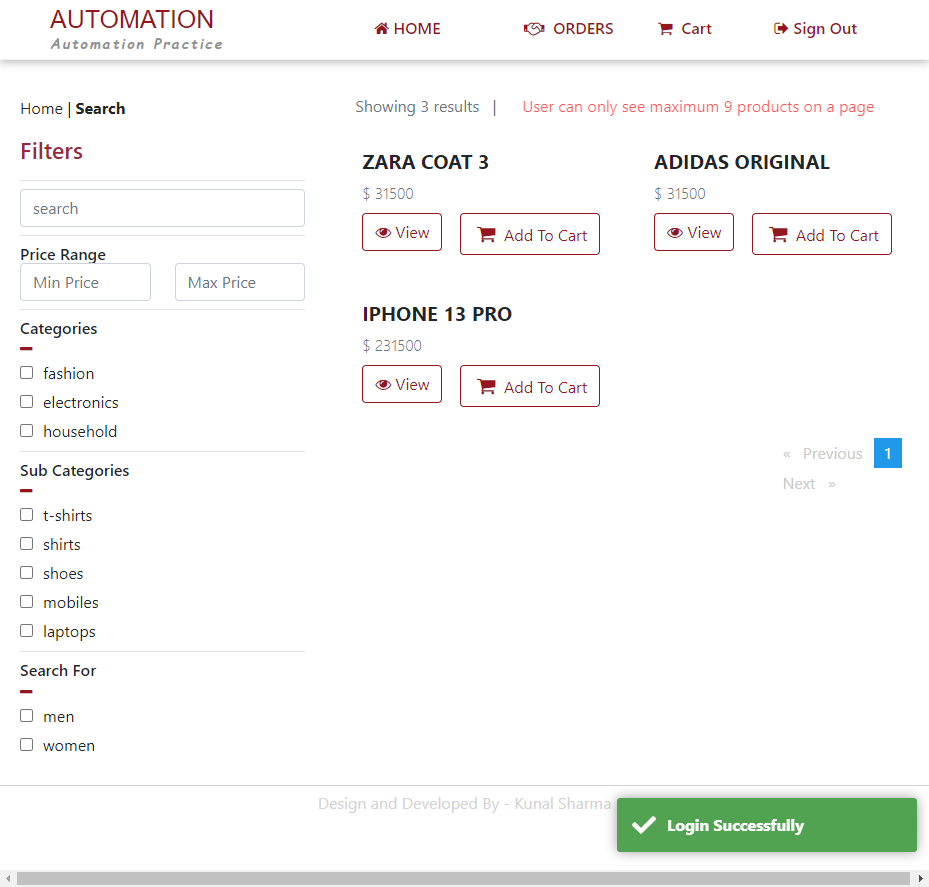 AUTOMATION
Automation Practice
HOME
ORDERS
Cart
Sign Out
Home | Search
Showing 3 results |
User can only see maximum 9 products on a page
Filters
search
Price Range
Min Price
Max Price
Categories
fashion
electronics
household
Sub Categories
t-shirts
shirts
shoes
mobiles
laptops
Search For
men
women
ZARA COAT 3
$ 31500
View
Add To Cart
ADIDAS ORIGINAL
$ 31500
View
Add To Cart
IPHONE 13 PRO
$ 231500
View
Add To Cart
« Previous 1
Next »
Design and Developed By - Kunal Sharma
Login Successfully